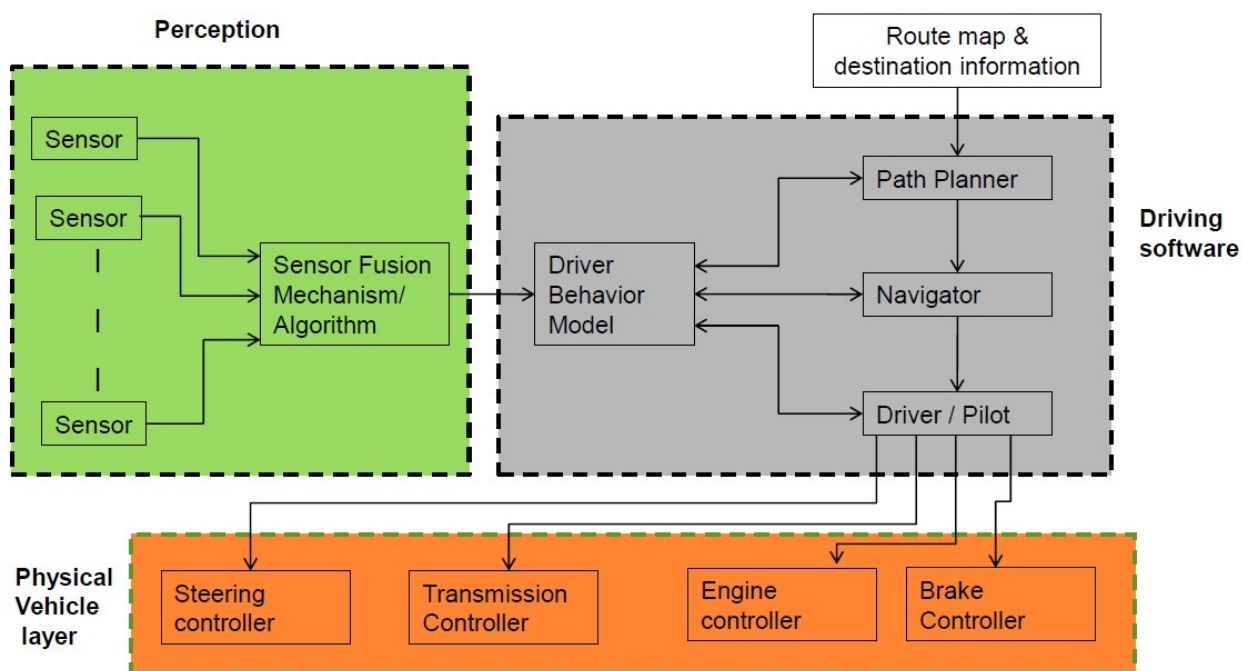 Perception
Route map &
destination information
Sensor
Sensor
Sensor Fusion
Mechanism/
Algorithm
Sensor
Driver
Behavior
Model
Path Planner
Navigator
Driver / Pilot
Driving
software
Physical
Vehicle
layer
Steering
controller
Transmission
Controller
Engine
controller
Brake
Controller